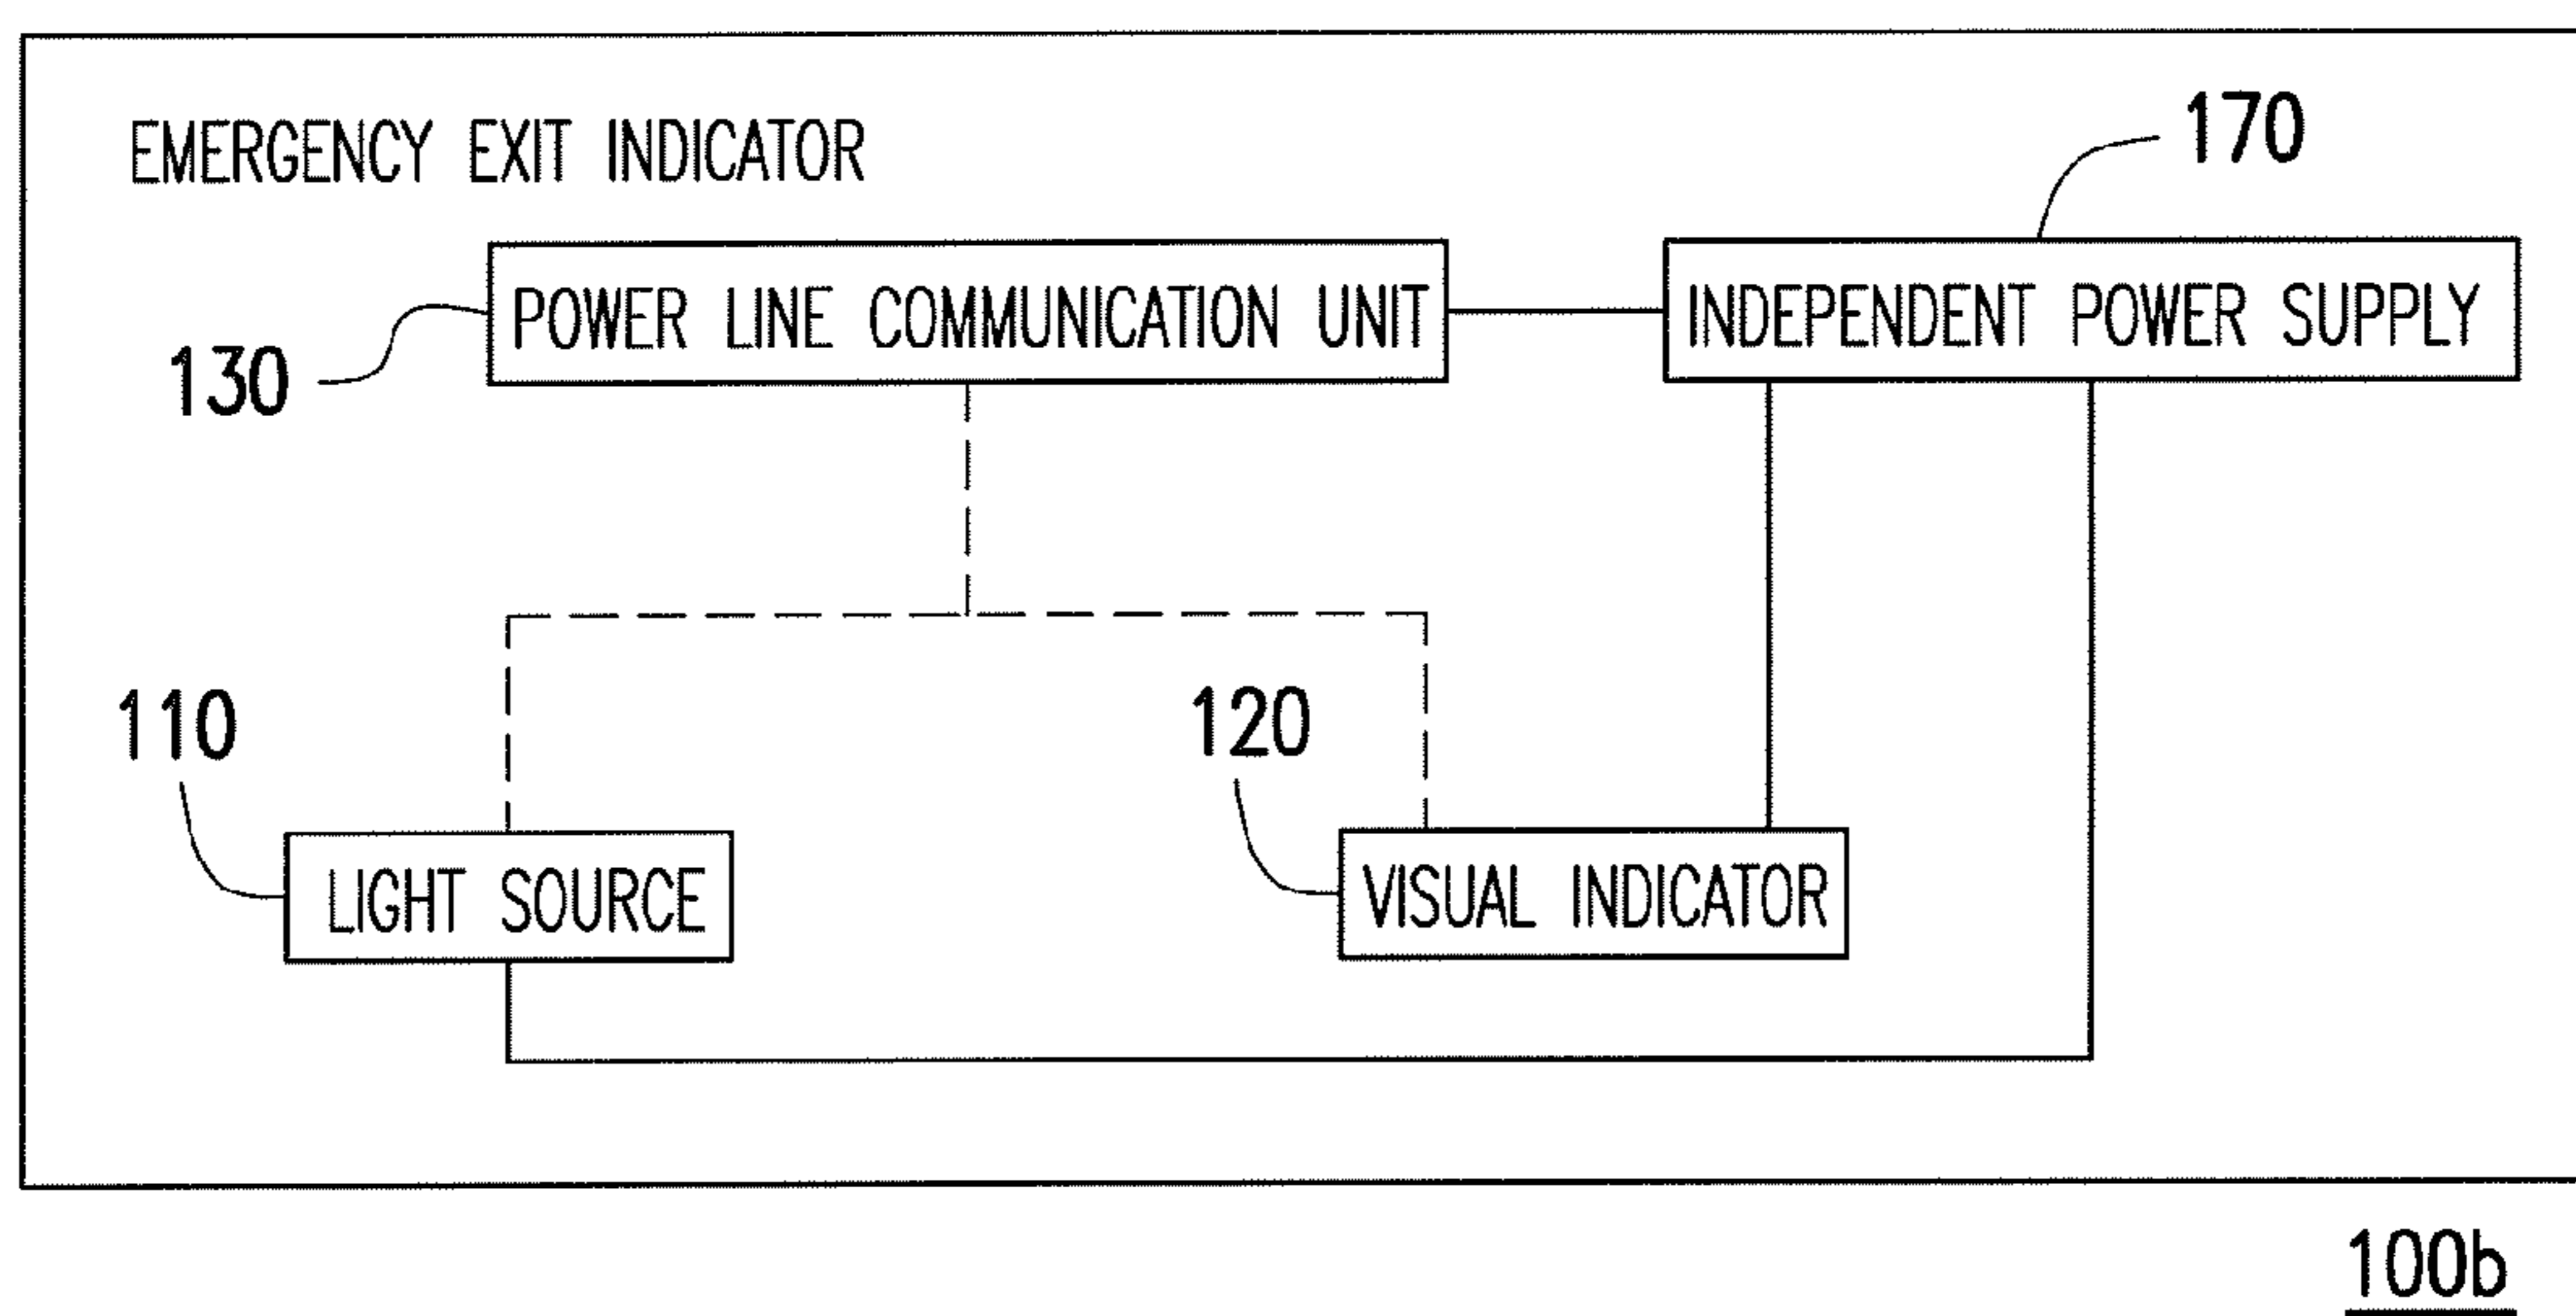 EMERGENCY EXIT INDICATOR
170
POWER LINE COMMUNICATION UNIT
INDEPENDENT POWER SUPPLY
130
110
120
LIGHT SOURCE
VISUAL INDICATOR
100b